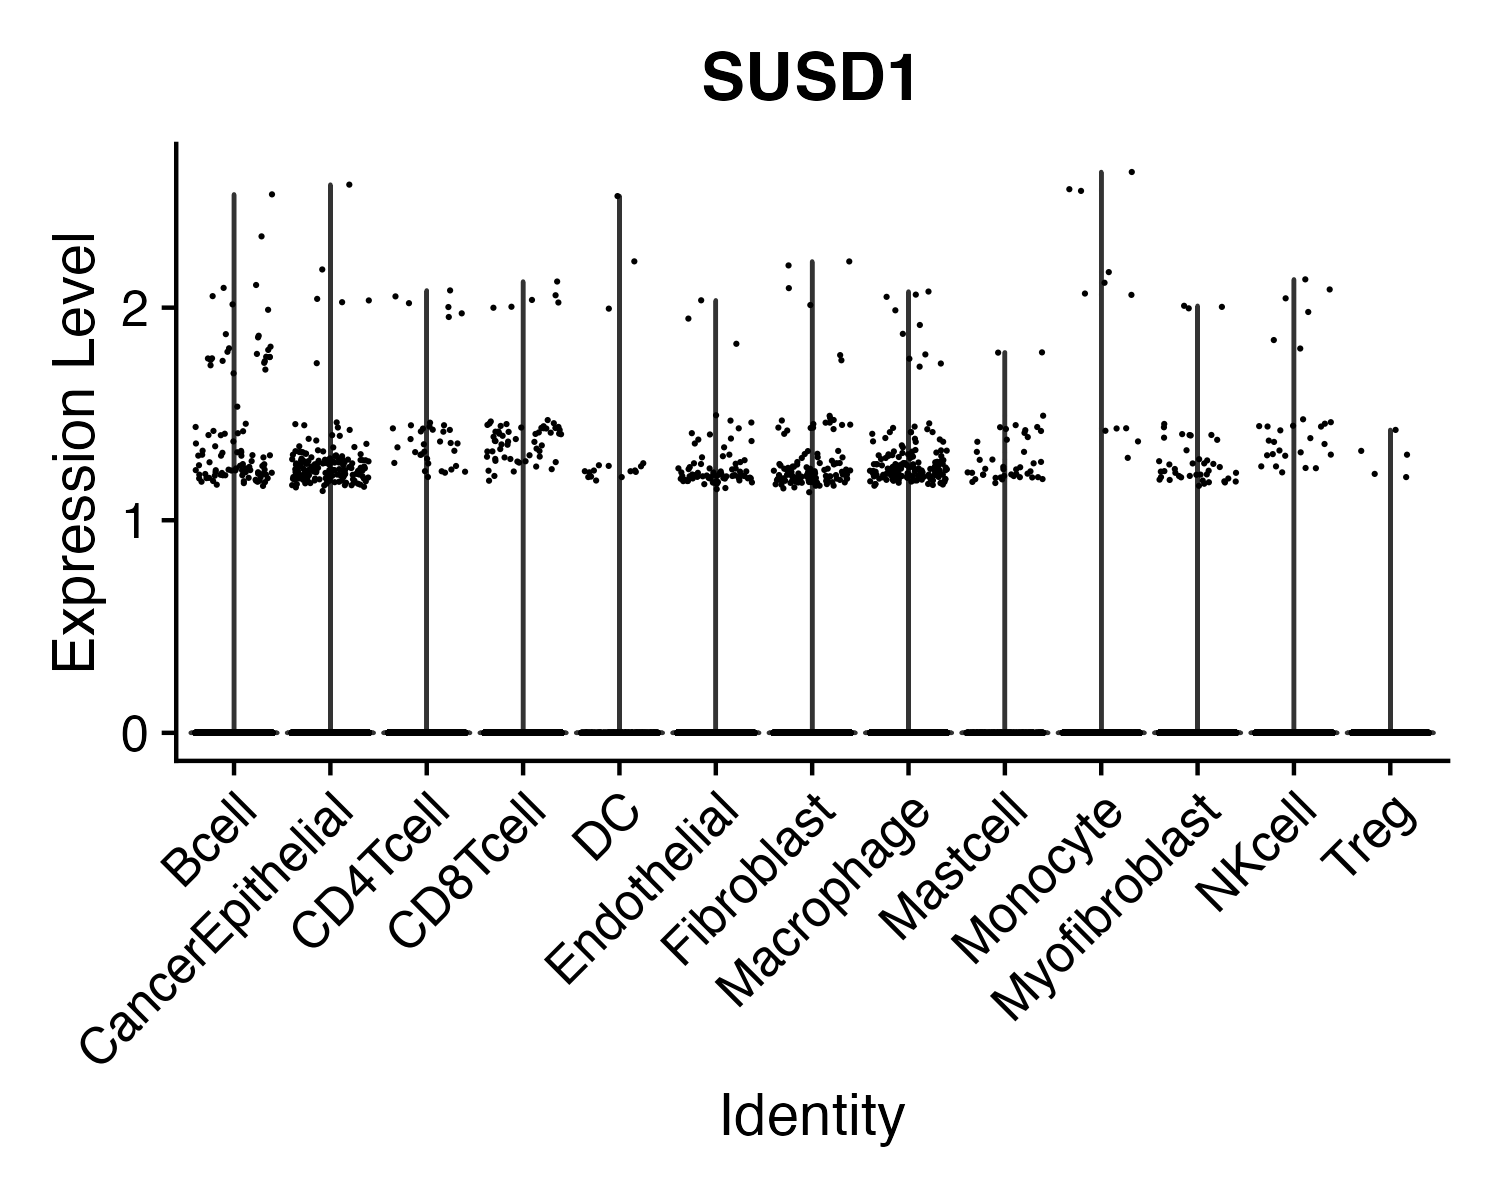 SUSD1
Expression Level
2
1
0
Bcell
CancerEpithelial
CD4Tcell
CD8Tcell
DC
Endothelial
Fibroblast
Macrophage
Mastcell
Monocyte
Myofibroblast
NKcell
Treg
Identity